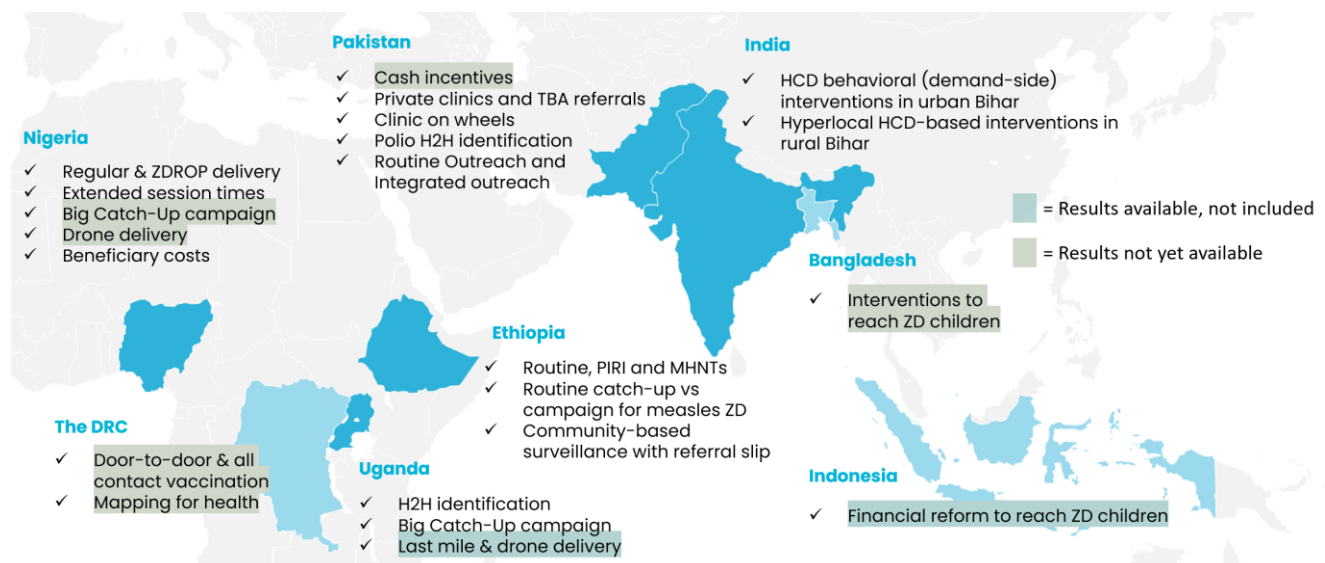 Pakistan
✓ Cash incentives
✓ Private clinics and TBA referrals
✓ Clinic on wheels
✓ Polio H2H identification
✓ Routine Outreach and
Integrated outreach
India
✓ HCD behavioral (demand-side)
interventions in urban Bihar
✓ Hyperlocal HCD-based interventions in
rural Bihar
Nigeria
✓ Regular & ZDROP delivery
✓ Extended session times
✓ Big Catch-Up campaign
✓ Drone delivery
✓ Beneficiary costs
= Results available, not included
= Results not yet available
Bangladesh
✓ Interventions to
reach ZD children
Ethiopia
✓ Routine, PIRI and MHNTs
✓ Routine catch-up vs
campaign for measles ZD
✓ Community-based
surveillance with referral slip
The DRC
✓ Door-to-door & all
contact vaccination
✓ Mapping for health
Uganda
✓ H2H identification
✓ Big Catch-Up campaign
✓ Last mile & drone delivery
Indonesia
✓ Financial reform to reach ZD children